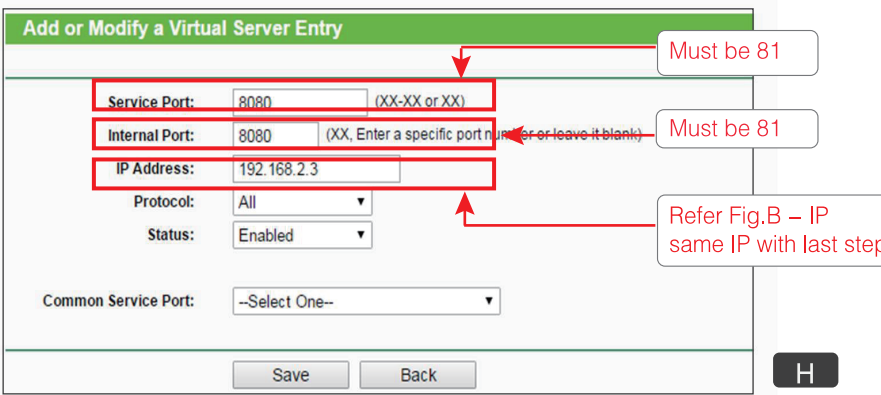 Add or Modify a Virtual Server Entry
Must be 81
Service Port: 8080 (XX-XX or XX)
Internal Port: 8080 (XX, Enter a specific port number or leave it blank)
Must be 81
IP Address: 192.168.2.3
Protocol: All
Refer Fig.B – IP
same IP with last step
Status: Enabled
Common Service Port: --Select One--
Save Back
H